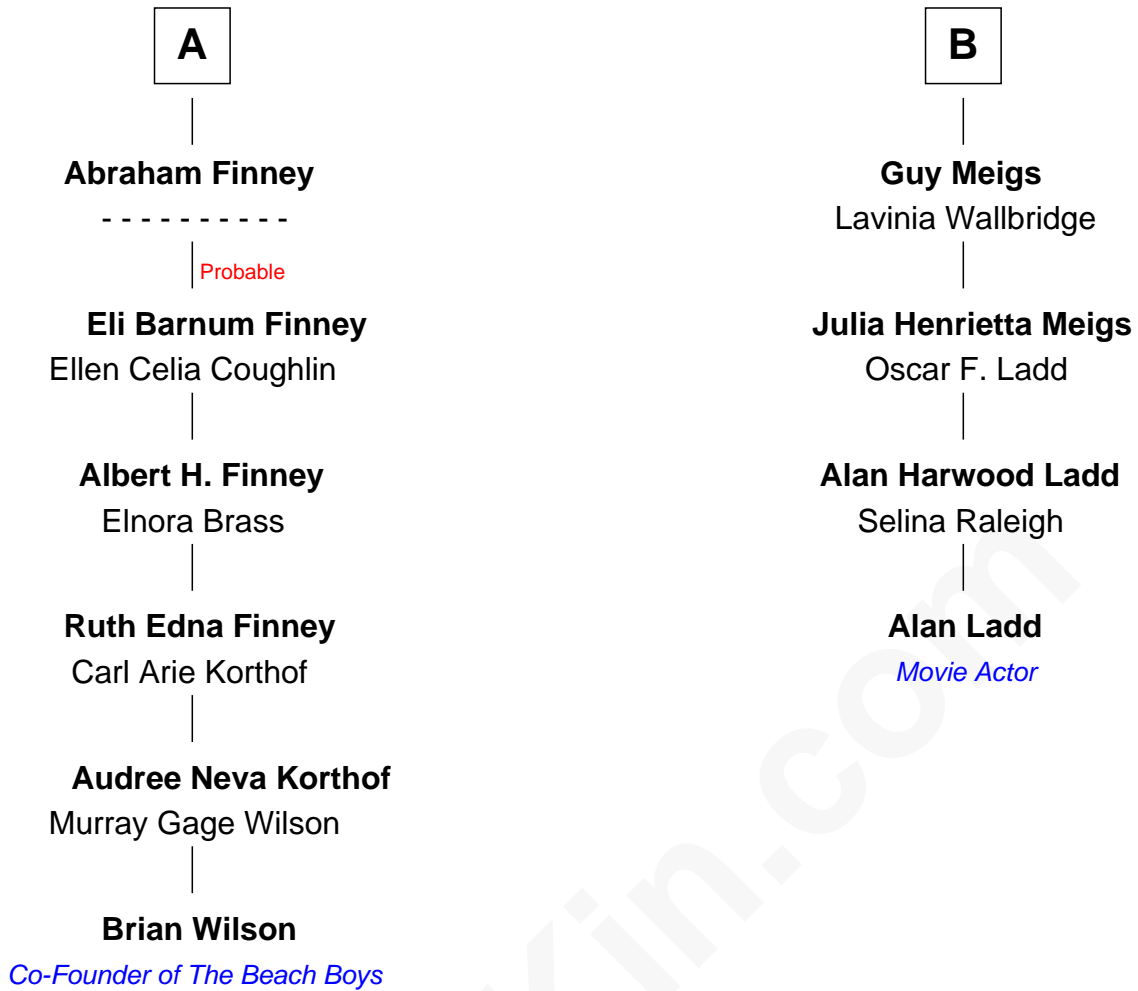 A
Abraham Finney
- - - - - - - - - -
Probable
Eli Barnum Finney
Ellen Celia Coughlin
Albert H. Finney
Elnora Brass
Ruth Edna Finney
Carl Arie Korthof
Audree Neva Korthof
Murray Gage Wilson
Brian Wilson
Co-Founder of The Beach Boys
B
Guy Meigs
Lavinia Wallbridge
Julia Henrietta Meigs
Oscar F. Ladd
Alan Harwood Ladd
Selina Raleigh
Alan Ladd
Movie Actor